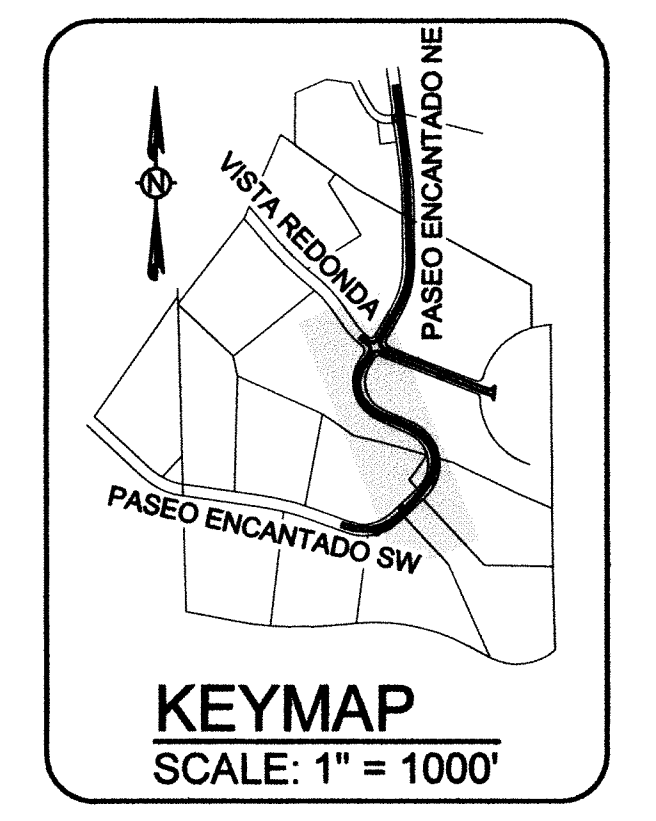 PASEO ENCANTADO NE
N
VISTA REDONDA
PASEO ENCANTADO SW
KEYMAP
SCALE: 1" = 1000'